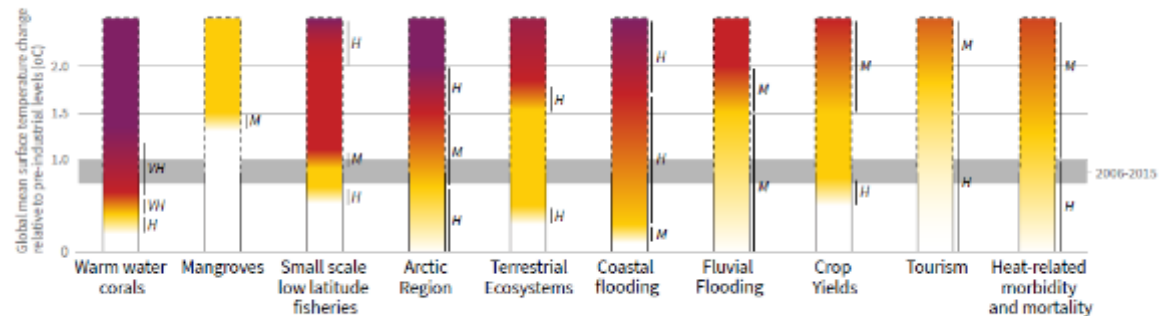 Global mean surface temperature change
relative to pre-industrial levels (oC)
2.0
1.5
1.0
0
2006-2015
VH
VH
H
M
H
M
H
H
M
H
H
H
H
H
M
M
M
M
H
M
H
M
H
Warm water
corals
Mangroves
Small scale
low latitude
fisheries
Arctic
Region
Terrestrial
Ecosystems
Coastal
flooding
Fluvial
Flooding
Crop
Yields
Tourism
Heat-related
morbidity
and mortality